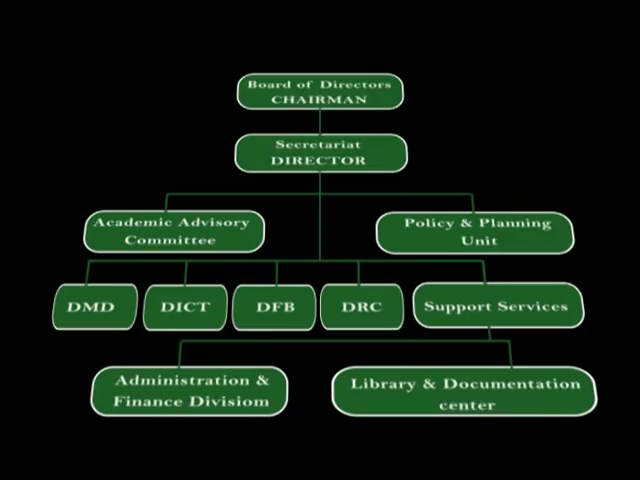 Board of Directors
CHAIRMAN
Secretariat
DIRECTOR
Academic Advisory
Committee
Policy & Planning
Unit
DMD
DICT
DFB
DRC
Support Services
Administration &
Finance Divisiom
Library & Documentation
center